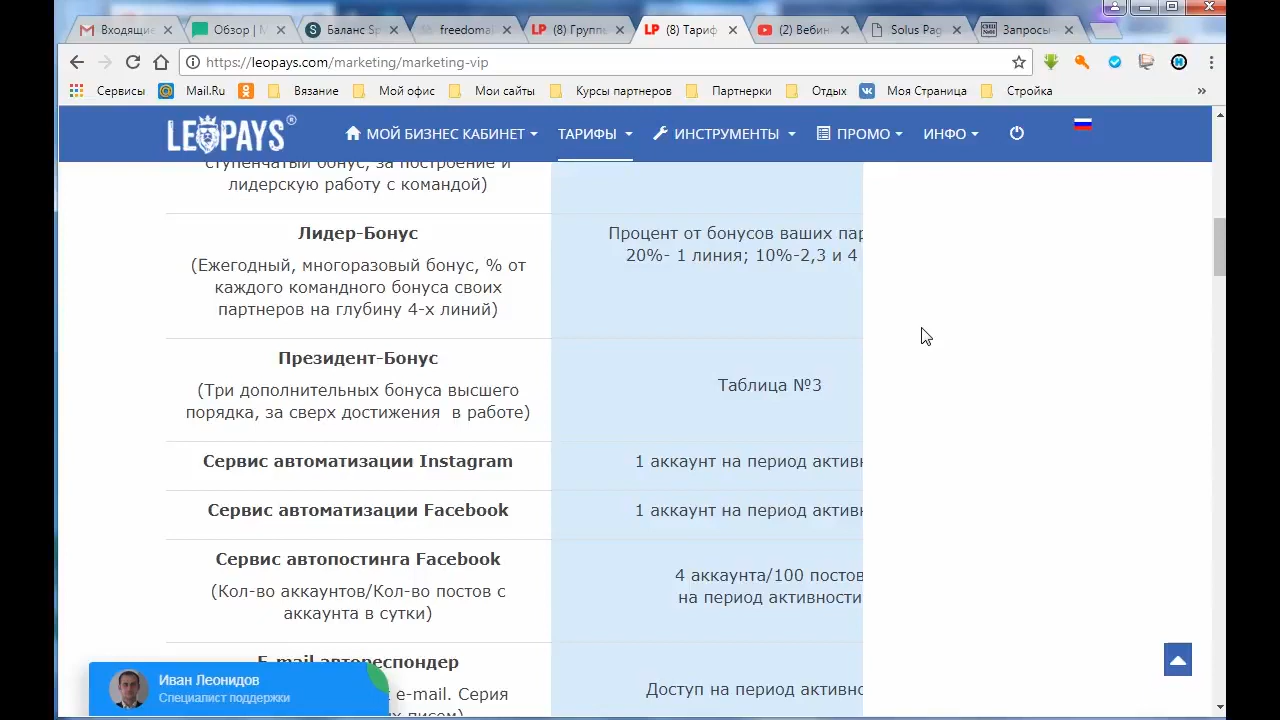 Входящие
Обзор | М
Баланс Sp
freedoma
(8) Групп
(8) Тариф
(2) Вебин
Solus Pag
Запросы
https://leopays.com/marketing/marketing-vip
Сервисы
Mail.Ru
Вязание
Мой офис
Мои сайты
Курсы партнеров
Партнерки
Отдых
Моя Страница
Стройка
»
LEOPAYS®
МОЙ БИЗНЕС КАБИНЕТ
ТАРИФЫ
ИНСТРУМЕНТЫ
ПРОМО
ИНФО
ступенчатый бонус, за построение и
лидерскую работу с командой)
Лидер-Бонус
(Ежегодный, многоразовый бонус, % от
каждого командного бонуса своих
партнеров на глубину 4-х линий)
Процент от бонусов ваших пар
20%- 1 линия; 10%-2,3 и 4
Президент-Бонус
(Три дополнительных бонуса высшего
порядка, за сверх достижения в работе)
Таблица №3
Сервис автоматизации Instagram
1 аккаунт на период активн
Сервис автоматизации Facebook
1 аккаунт на период активн
Сервис автопостинга Facebook
(Кол-во аккаунтов/Кол-во постов с
аккаунта в сутки)
4 аккаунта/100 постов
на период активности
E-mail автореспондер
e-mail. Серия
Доступ на период активно
Иван Леонидов
Специалист поддержки